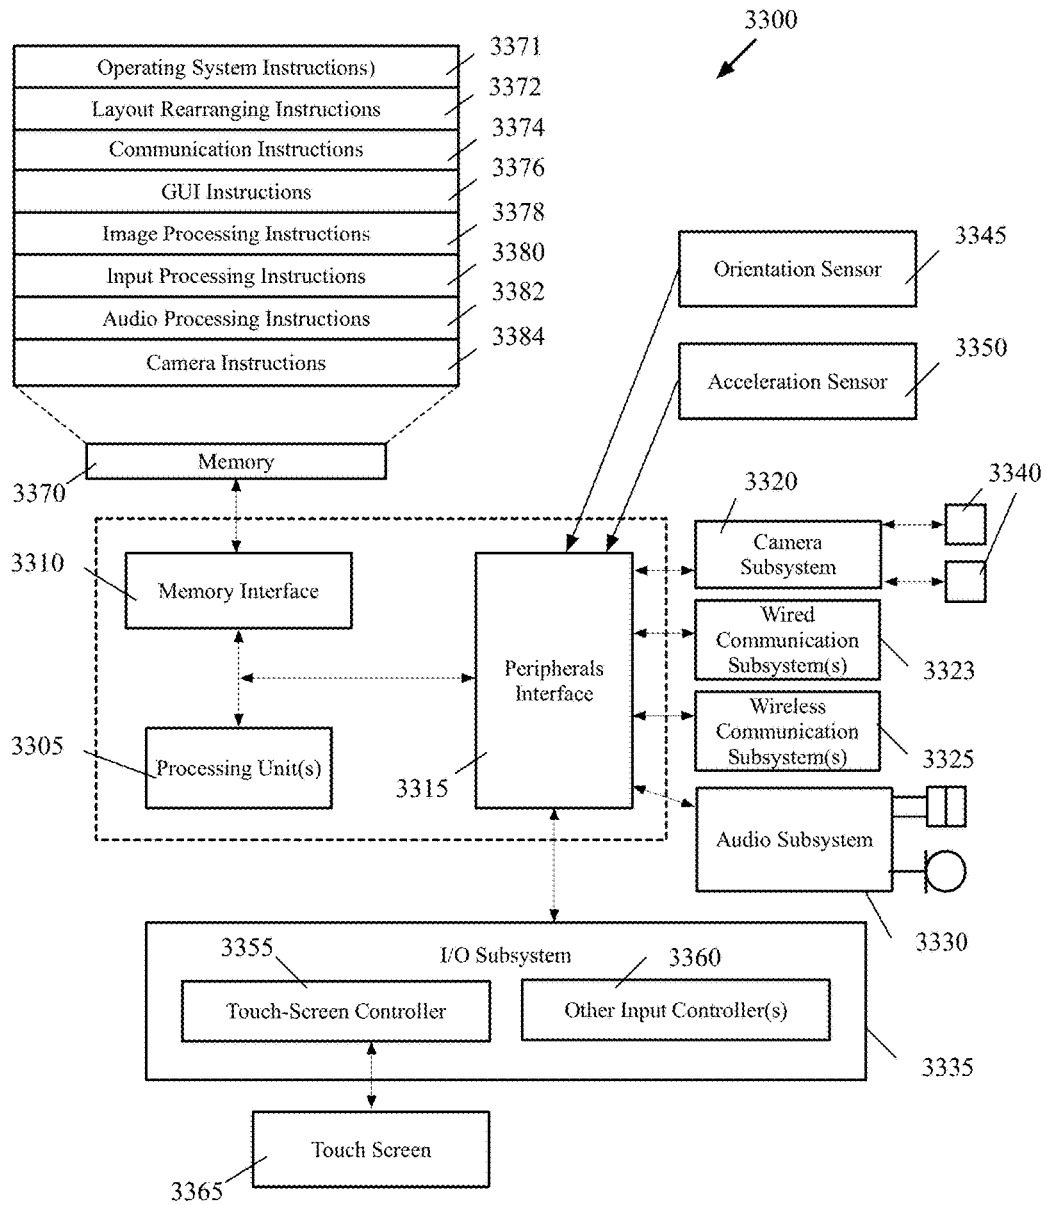 3300
3371
Operating System Instructions)
3372
Layout Rearranging Instructions
3374
Communication Instructions
3376
GUI Instructions
3378
Image Processing Instructions
3380
Input Processing Instructions
3382
Audio Processing Instructions
3384
Camera Instructions
3345
Orientation Sensor
3350
Acceleration Sensor
Memory
3370
3320
3340
Camera
Subsystem
3310
Memory Interface
Wired
Communication
Subsystem(s)
3323
Peripherals
Interface
Wireless
Communication
Subsystem(s)
3325
3305
Processing Unit(s)
3315
Audio Subsystem
3330
3355
I/O Subsystem
3360
Touch-Screen Controller
Other Input Controller(s)
3335
Touch Screen
3365